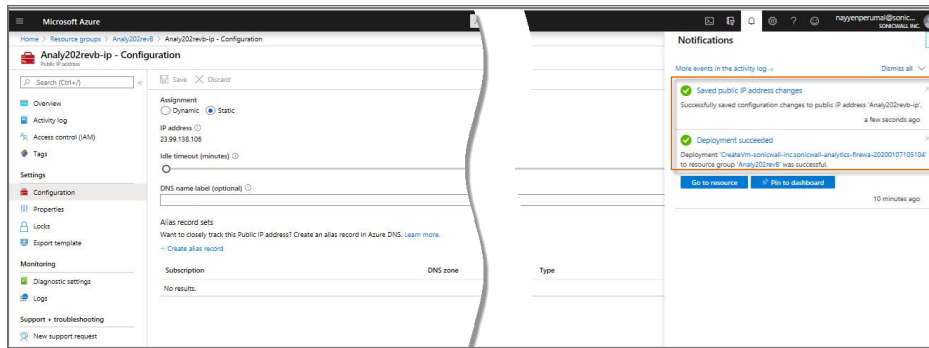 Microsoft Azure
nayyenperumal@sonic...
SONICWALL INC.
Home > Resource groups > Analy202revB > Analy202revb-ip - Configuration
Analy202revb-ip - Configuration
Public IP address
Search (Ctrl+/)
Overview
Activity log
Access control (IAM)
Tags
Settings
Configuration
Properties
Locks
Export template
Monitoring
Diagnostic settings
Logs
Support + troubleshooting
New support request
Save Discard
Assignment
Dynamic Static
IP address
23.99.138.106
Idle timeout (minutes)
DNS name label (optional)
Alias record sets
Want to closely track this Public IP address? Create an alias record in Azure DNS. Learn more.
+ Create alias record
Subscription DNS zone Type
No results.
Notifications
More events in the activity log → Dismiss all
Saved public IP address changes
Successfully saved configuration changes to public IP address 'Analy202revb-ip'.
a few seconds ago
Deployment succeeded
Deployment 'CreateVm-sonicwall-inc.sonicwall-analytics-firewa-20200107105104'
to resource group 'Analy202revB' was successful.
Go to resource Pin to dashboard
10 minutes ago